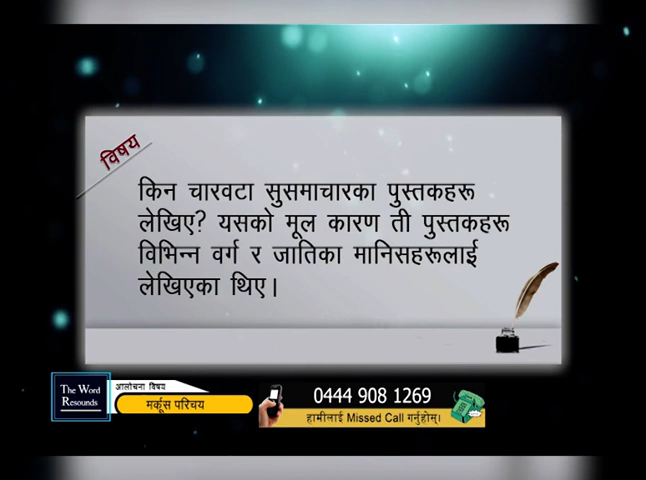 विषय
किन चारवटा सुसमाचारका पुस्तकहरू
लेखिए? यसको मूल कारण ती पुस्तकहरू
विभिन्न वर्ग र जातिका मानिसहरूलाई
लेखिएका थिए।
The Word
Resounds
आलोचना विषय
मर्कूस परिचय
0444 908 1269
हामीलाई Missed Call गर्नुहोस्।